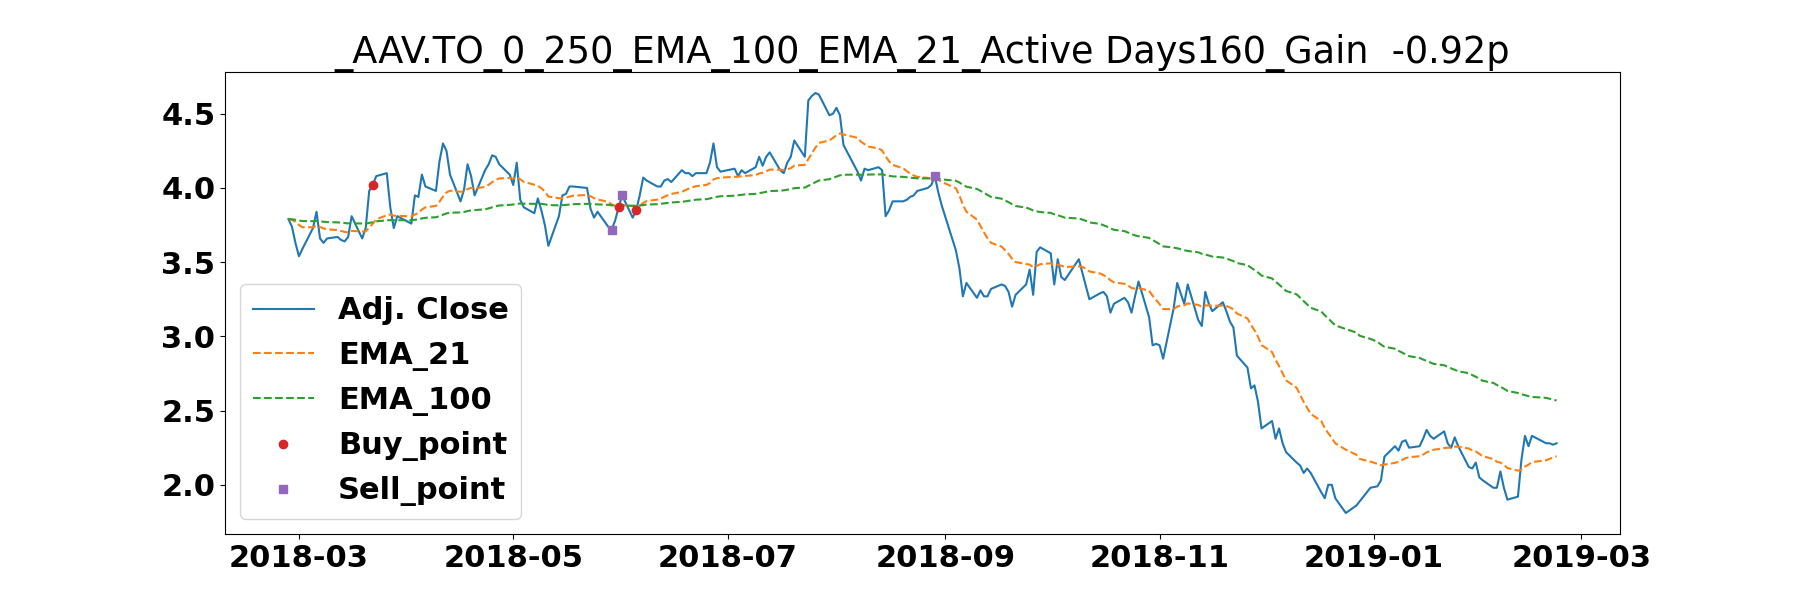 _AAV.TO_0_250_EMA_100_EMA_21_Active Days160_Gain  -0.92p
4.5
4.0
3.5
3.0
2.5
2.0
Adj. Close
EMA_21
EMA_100
Buy_point
Sell_point
2018-03 2018-05 2018-07 2018-09 2018-11 2019-01 2019-03